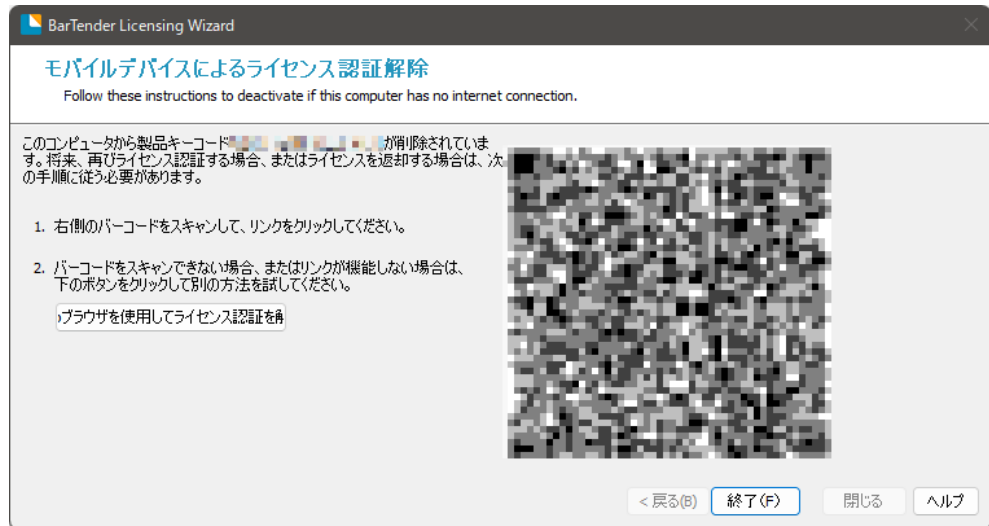 BarTender Licensing Wizard
モバイルデバイスによるライセンス認証解除
Follow these instructions to deactivate if this computer has no internet connection.
このコンピュータから製品キーコード が削除されていま
す。将来、再びライセンス認証する場合、またはライセンスを返却する場合は、次
の手順に従う必要があります。
1. 右側のバーコードをスキャンして、リンクをクリックしてください。
2. バーコードをスキャンできない場合、またはリンクが機能しない場合は、
下のボタンをクリックして別の方法を試してください。
ブラウザを使用してライセンス認証を
< 戻る(B) 終了(F) 閉じる ヘルプ